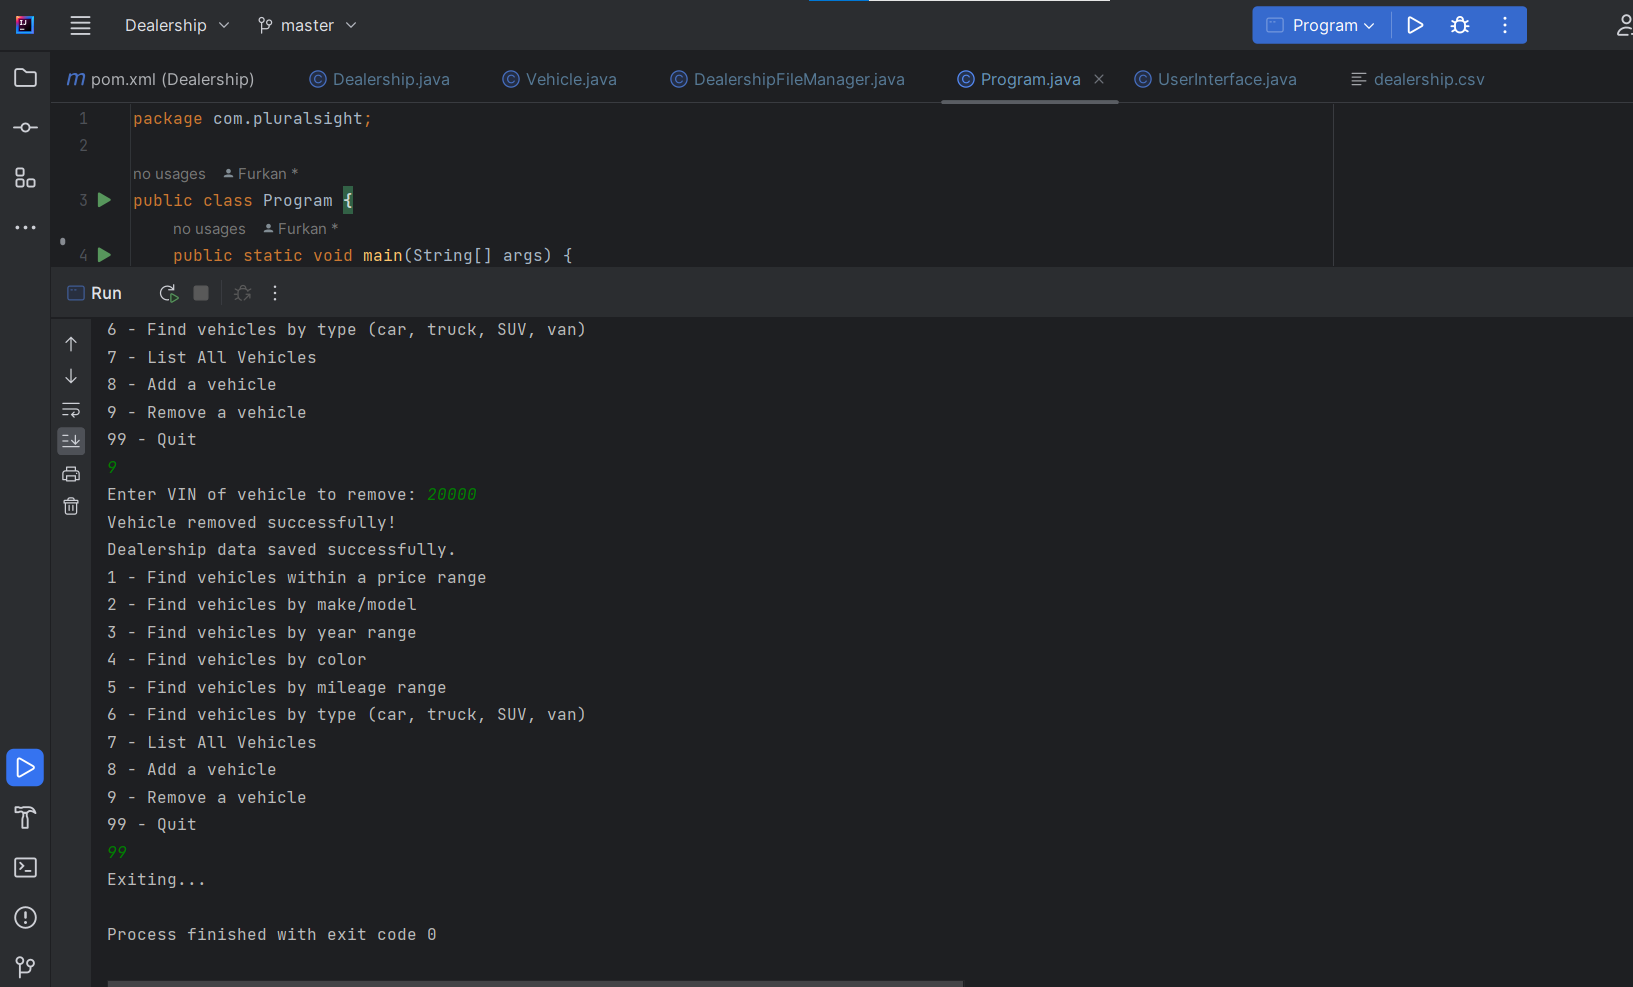 Dealership
master
Program
pom.xml (Dealership)
Dealership.java
Vehicle.java
DealershipFileManager.java
Program.java
UserInterface.java
dealership.csv
1 package com.pluralsight;
2
no usages Furkan *
3 public class Program {
no usages Furkan *
4 public static void main(String[] args) {
Run
6 - Find vehicles by type (car, truck, SUV, van)
7 - List All Vehicles
8 - Add a vehicle
9 - Remove a vehicle
99 - Quit
9
Enter VIN of vehicle to remove: 20000
Vehicle removed successfully!
Dealership data saved successfully.
1 - Find vehicles within a price range
2 - Find vehicles by make/model
3 - Find vehicles by year range
4 - Find vehicles by color
5 - Find vehicles by mileage range
6 - Find vehicles by type (car, truck, SUV, van)
7 - List All Vehicles
8 - Add a vehicle
9 - Remove a vehicle
99 - Quit
99
Exiting...
Process finished with exit code 0